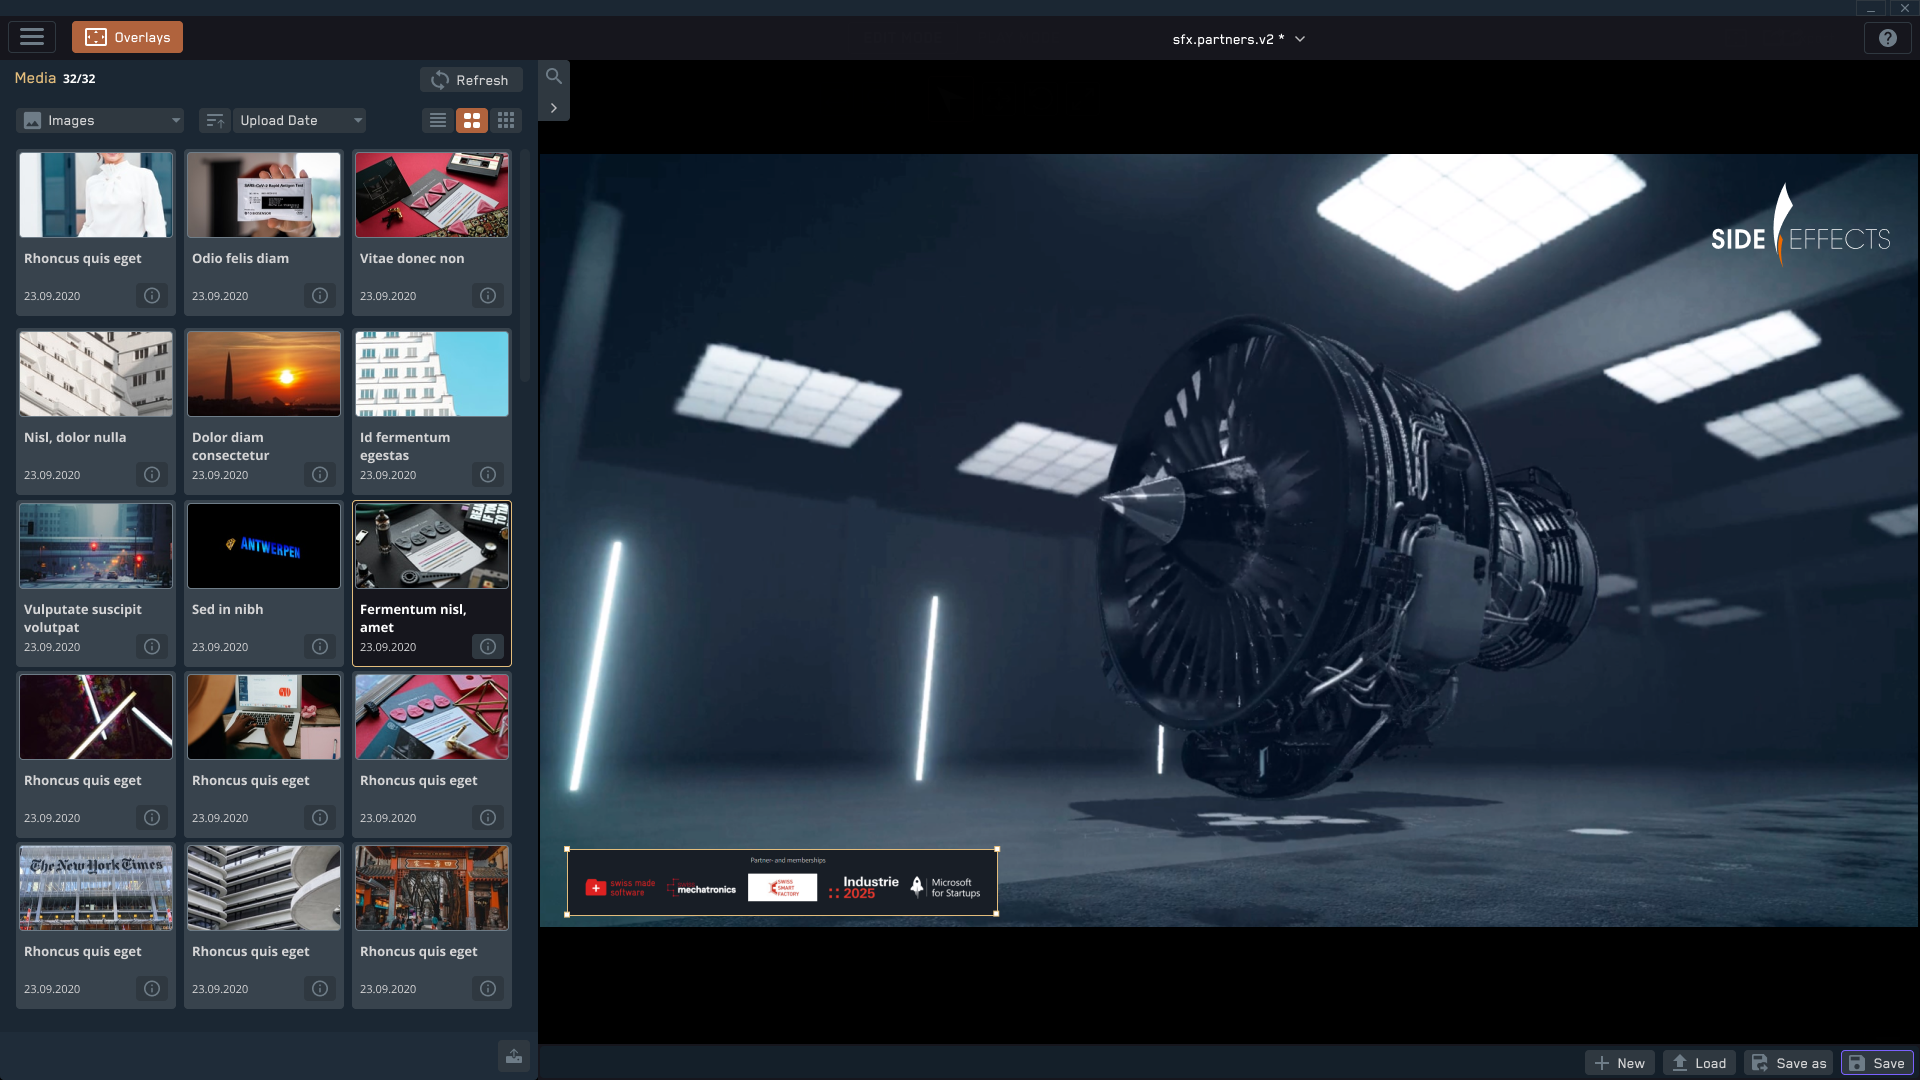 Overlays
sfx.partners.v2 *
Media 32/32
Refresh
Images
Upload Date
SARS-CoV-2 Rapid Antigen Test
Rhoncus quis eget
Odio felis diam
Vitae donec non
23.09.2020
23.09.2020
23.09.2020
SIDE EFFECTS
Nisl, dolor nulla
Dolor diam
consectetur
Id fermentum
egestas
23.09.2020
23.09.2020
23.09.2020
ANTWERPEN
Vulputate suscipit
volutpat
Sed in nibh
Fermentum nisl,
amet
23.09.2020
23.09.2020
23.09.2020
Rhoncus quis eget
Rhoncus quis eget
Rhoncus quis eget
23.09.2020
23.09.2020
23.09.2020
The New York Times
Rhoncus quis eget
Rhoncus quis eget
Rhoncus quis eget
23.09.2020
23.09.2020
23.09.2020
Partner- and memberships
swiss made
software
mechatronics
SWISS
SMART
FACTORY
Industrie
2025
Microsoft
for Startups
New
Load
Save as
Save